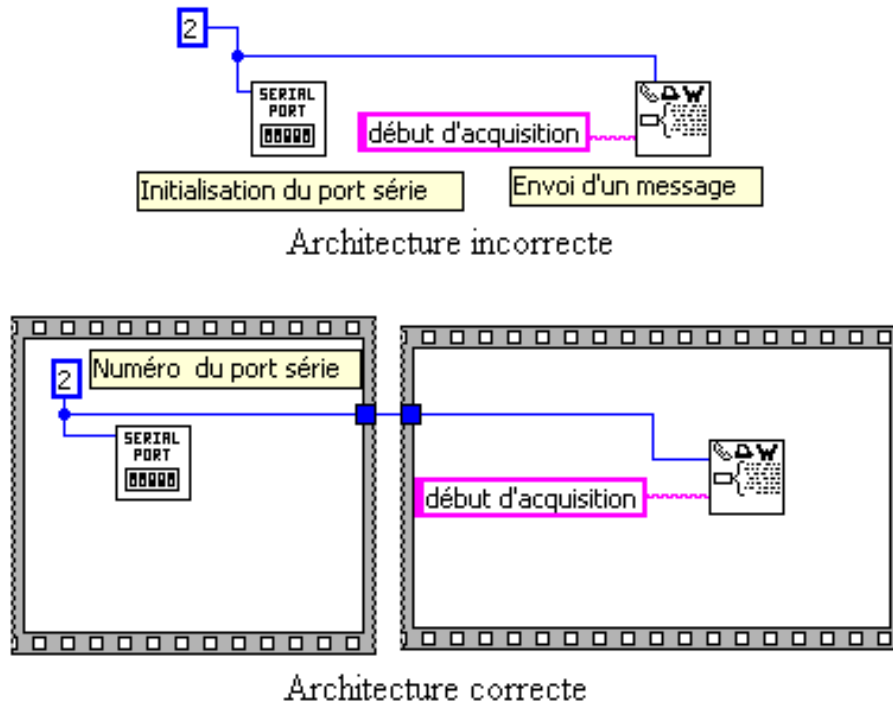 2
SERIAL
PORT
début d'acquisition
Initialisation du port série
Envoi d'un message
Architecture incorrecte
2
Numéro du port série
SERIAL
PORT
début d'acquisition
Architecture correcte